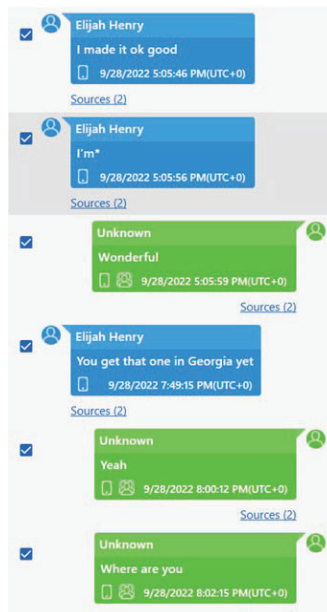 Elijah Henry
I made it ok good
9/28/2022 5:05:46 PM(UTC+0)
Sources (2)
Elijah Henry
I'm*
9/28/2022 5:05:56 PM(UTC+0)
Sources (2)
Unknown
Wonderful
9/28/2022 5:05:59 PM(UTC+0)
Sources (2)
Elijah Henry
You get that one in Georgia yet
9/28/2022 7:49:15 PM(UTC+0)
Sources (2)
Unknown
Yeah
9/28/2022 8:00:12 PM(UTC+0)
Sources (2)
Unknown
Where are you
9/28/2022 8:02:15 PM(UTC+0)